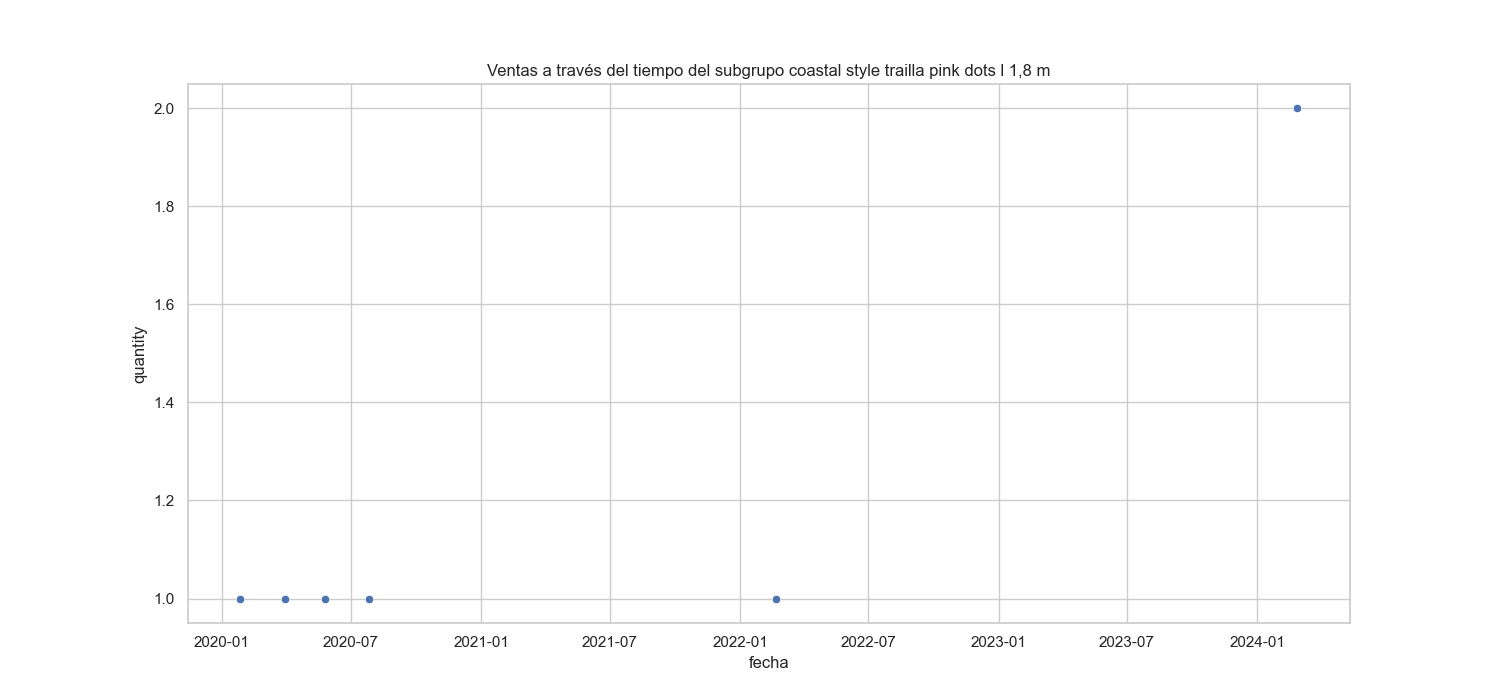 Ventas a través del tiempo del subgrupo coastal style trailla pink dots l 1,8 m
2.0
1.8
1.6
1.4
1.2
1.0
quantity
2020-01 2020-07 2021-01 2021-07 2022-01 2022-07 2023-01 2023-07 2024-01
fecha